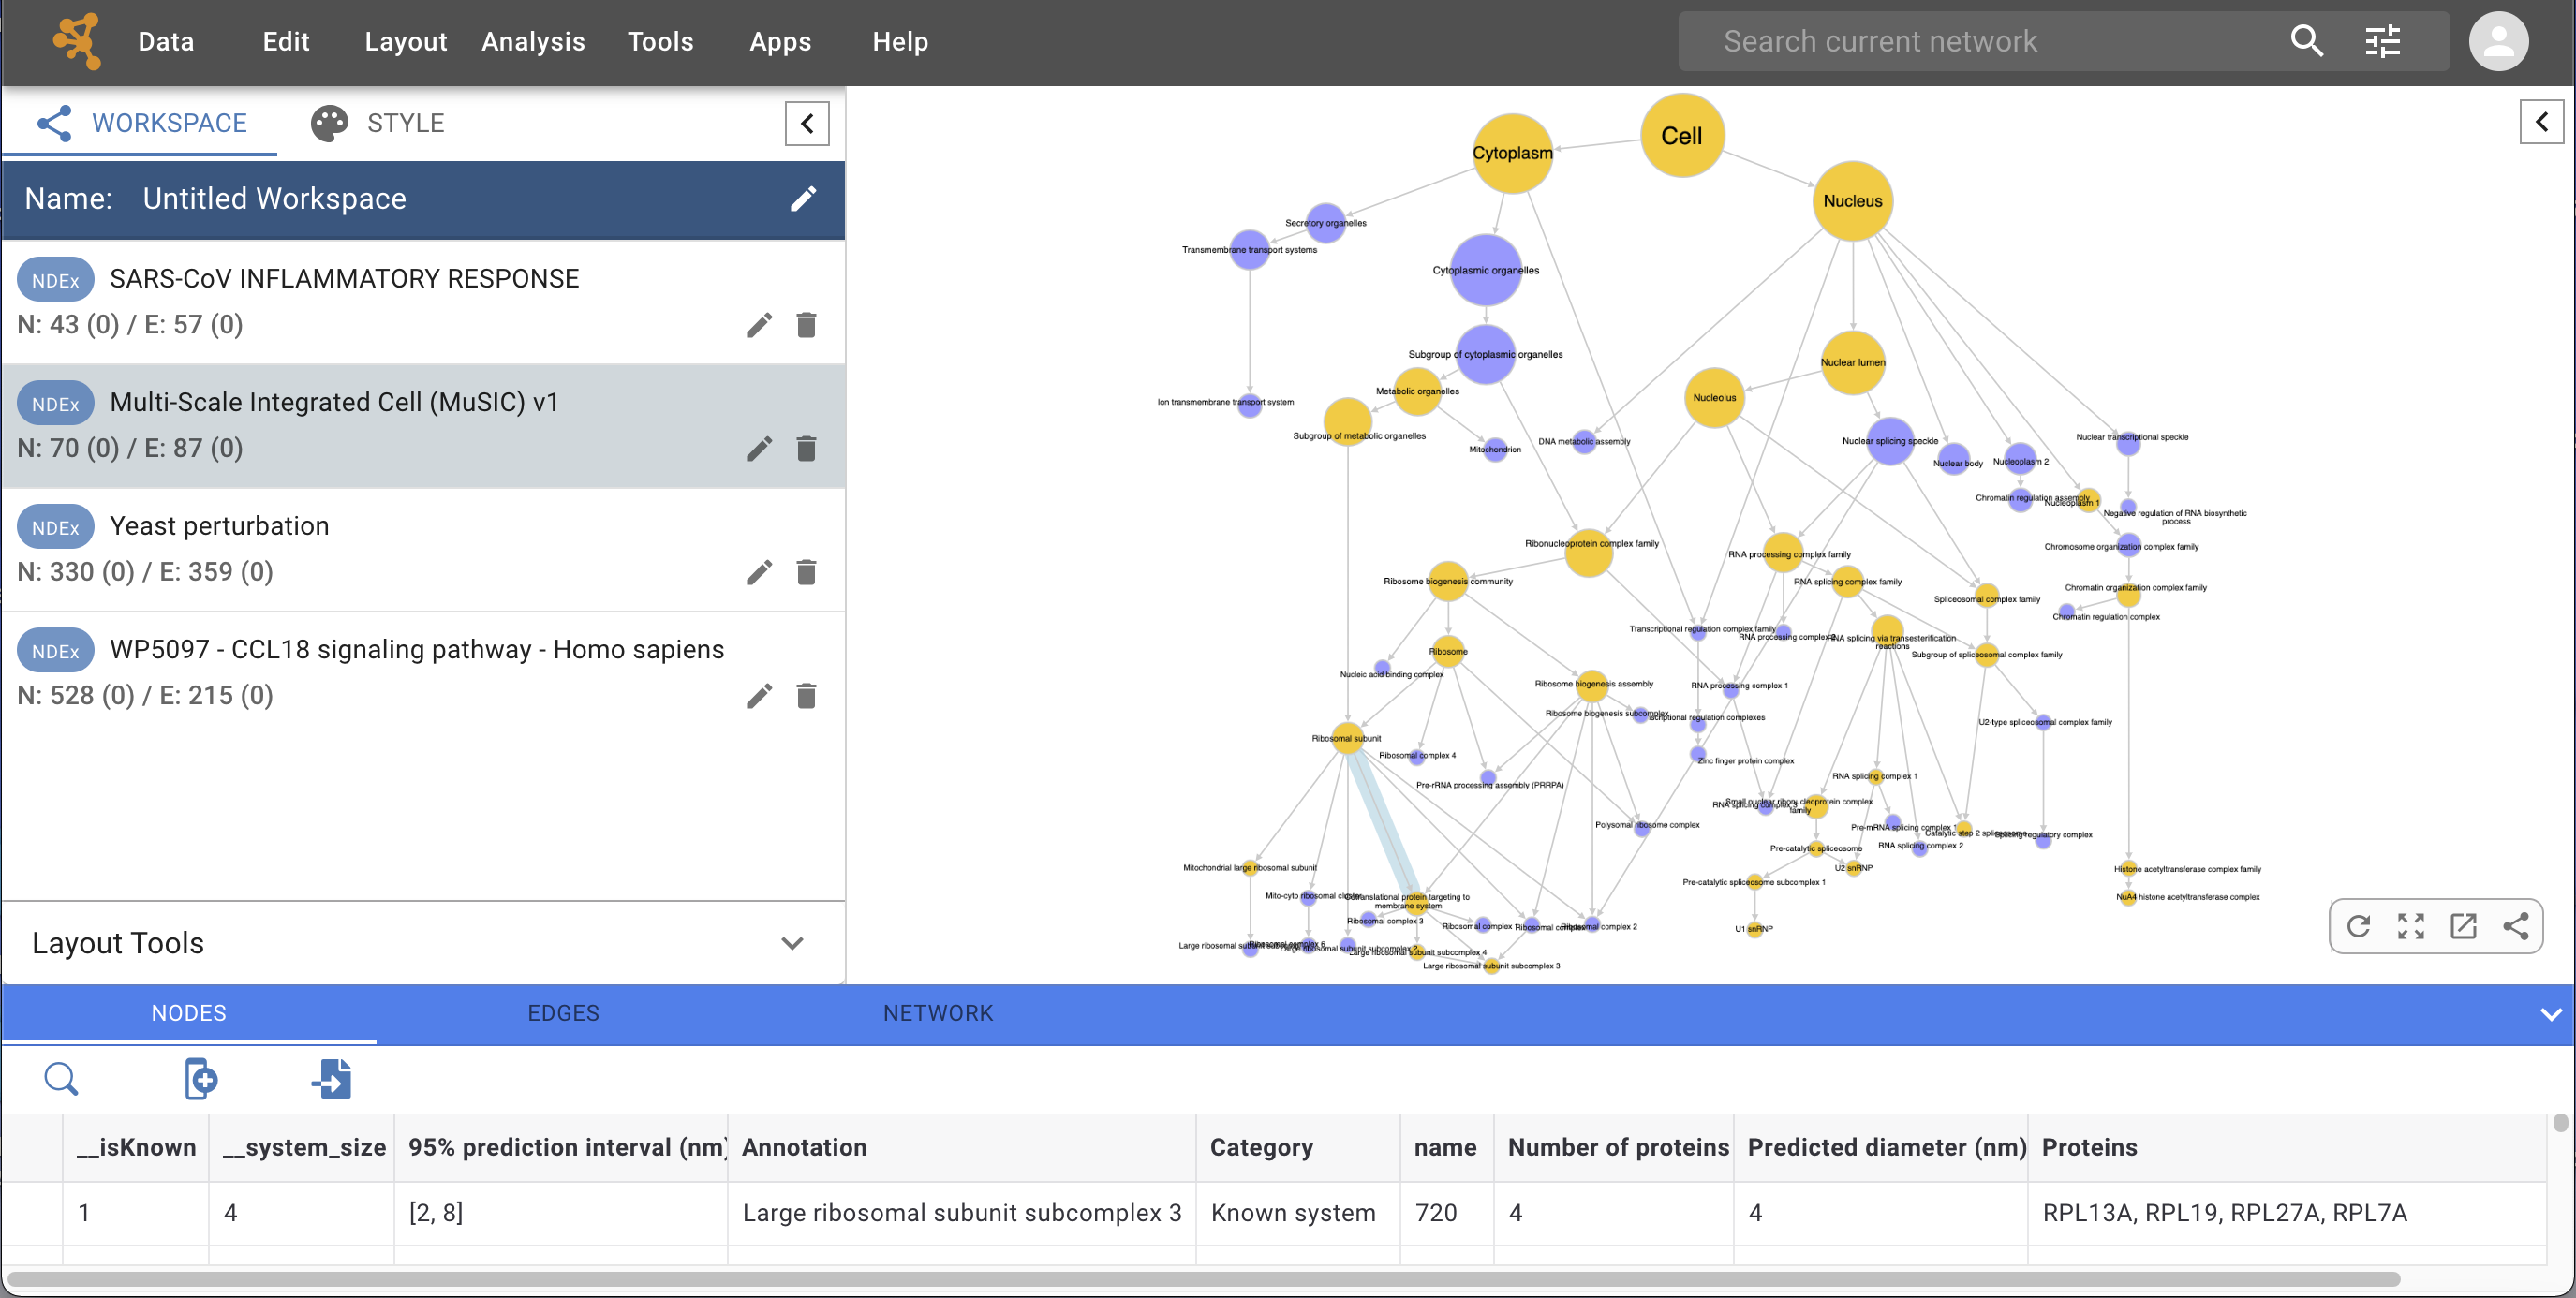 Data Edit Layout Analysis Tools Apps Help Search current network
WORKSPACE STYLE
Name: Untitled Workspace
NDEx SARS-CoV INFLAMMATORY RESPONSE
N: 43 (0) / E: 57 (0)
NDEx Multi-Scale Integrated Cell (MuSIC) v1
N: 70 (0) / E: 87 (0)
NDEx Yeast perturbation
N: 330 (0) / E: 359 (0)
NDEx WP5097 - CCL18 signaling pathway - Homo sapiens
N: 528 (0) / E: 215 (0)
Layout Tools
Cell
Cytoplasm
Nucleus
Secretory organelles
Transmembrane transport systems
Cytoplasmic organelles
Subgroup of cytoplasmic organelles
Nuclear lumen
Metabolic organelles
Nucleolus
Ion transmembrane transport system
Subgroup of metabolic organelles
Mitochondrion
DNA metabolic assembly
Nuclear splicing speckle
Nuclear transcriptional speckle
Nuclear body
Nucleoplasm 2
Chromatin regulation assembly
Nucleoplasm 1
Negative regulation of RNA biosynthetic
process
Ribonucleoprotein complex family
Chromosome organization complex family
RNA processing complex family
Ribosome biogenesis community
RNA splicing complex family
Chromatin organization complex family
Spliceosomal complex family
Chromatin regulation complex
Transcriptional regulation complex family
RNA processing complex
RNA splicing via transesterification
reactions
Ribosome
Subgroup of spliceosomal complex family
Nucleic acid binding complex
Ribosome biogenesis assembly
RNA processing complex 1
Ribosome biogenesis subcomplex
regulation complexes
U2-type spliceosomal complex family
Ribosomal subunit
Ribosomal complex 4
Zinc finger protein complex
Pre-rRNA processing assembly (PRRPA)
RNA splicing complex 1
Small nuclear ribonucleoprotein complex
family
RNA splicing complex
Polysomal ribosome complex
Pre-mRNA splicing complex 1
Catalytic step 2 spliceosome
regulatory complex
RNA splicing complex 2
Pre-catalytic spliceosome
Mitochondrial large ribosomal subunit
U2 snRNP
Histone acetyltransferase complex family
Pre-catalytic spliceosome subcomplex 1
Mito-cyto ribosomal cluster
Cotranslational protein targeting to
membrane system
NuA4 histone acetyltransferase complex
Ribosomal complex 3
Ribosomal complex
Ribosomal complex
Ribosomal complex 2
U1 snRNP
Large ribosomal subunit
Large ribosomal subunit subcomplex 2
Large ribosomal subunit subcomplex 4
Large ribosomal subunit subcomplex 3
NODES EDGES NETWORK
__isKnown __system_size 95% prediction interval (nm) Annotation Category name Number of proteins Predicted diameter (nm) Proteins
1 4 [2, 8] Large ribosomal subunit subcomplex 3 Known system 720 4 4 RPL13A, RPL19, RPL27A, RPL7A